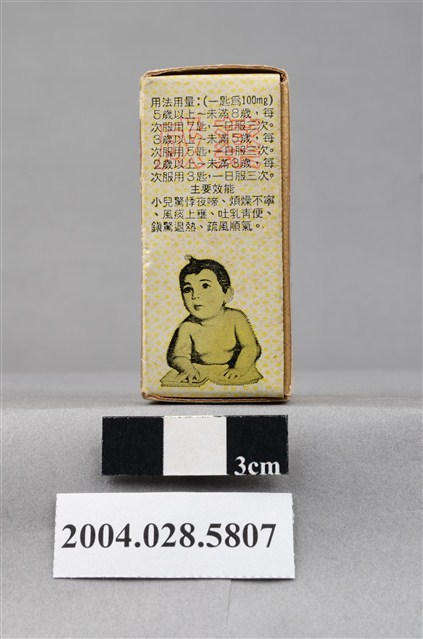 用法用量:(一匙爲100mg)
5歲以上~未滿8歲,每
次服用7匙,一日服三次。
3歲以上~未滿5歲,每
次服用5匙,一日服三次。
2歲以上~未滿3歲,每
次服用3匙,一日服三次。
主要效能
小兒驚悸夜啼、煩燥不寧
、風痰上壅、吐乳靑便、
鎭驚退熱、疏風順氣。
3cm
2004.028.5807